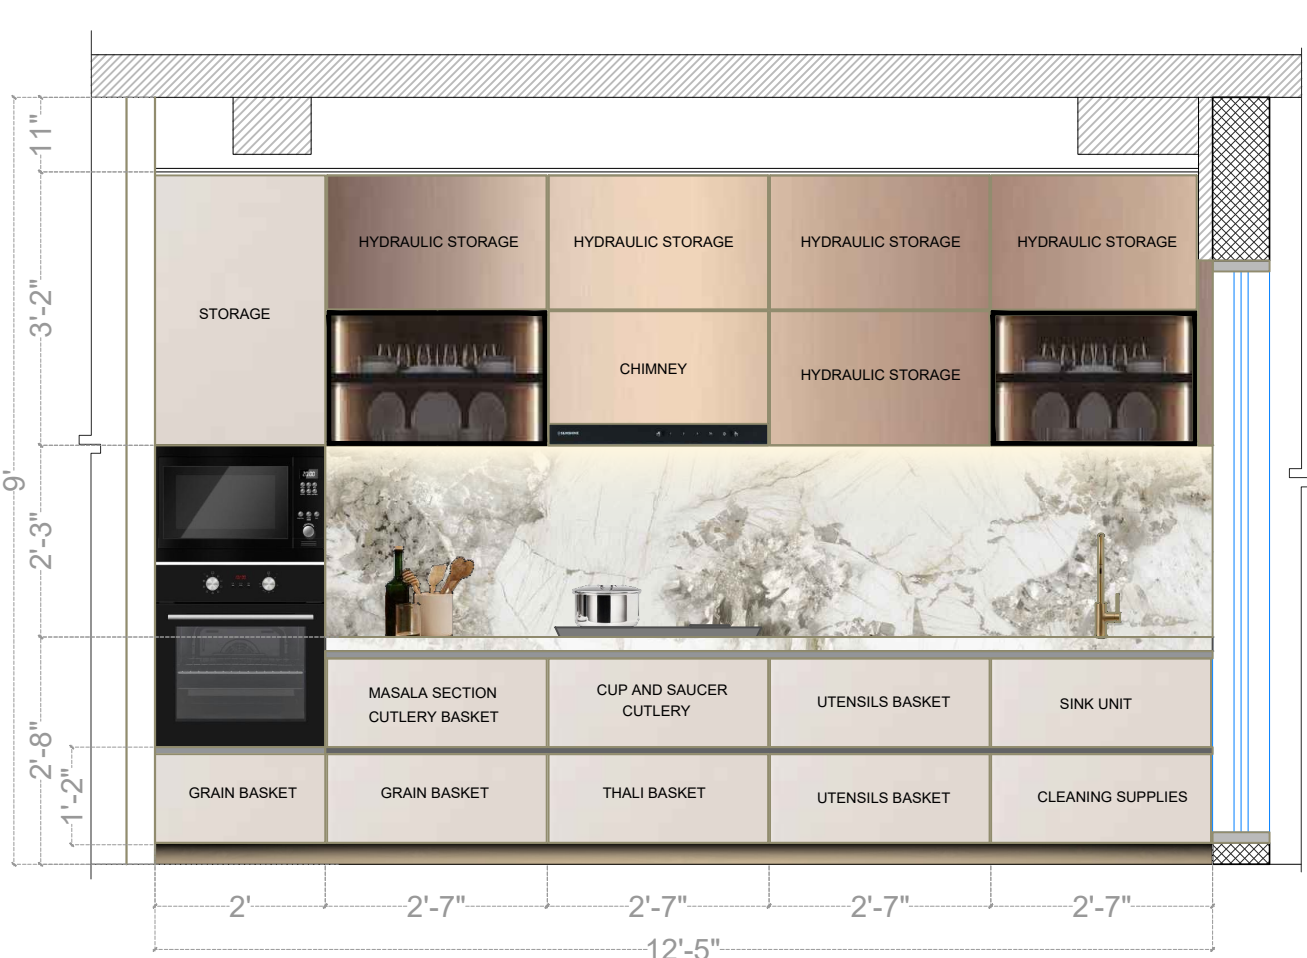 11"
3'-2"
9'
2'-3"
2'-8"
1'-2"
HYDRAULIC STORAGE
HYDRAULIC STORAGE
HYDRAULIC STORAGE
HYDRAULIC STORAGE
STORAGE
CHIMNEY
HYDRAULIC STORAGE
MASALA SECTION
CUTLERY BASKET
CUP AND SAUCER
CUTLERY
UTENSILS BASKET
SINK UNIT
GRAIN BASKET
GRAIN BASKET
THALI BASKET
UTENSILS BASKET
CLEANING SUPPLIES
2'
2'-7"
2'-7"
2'-7"
2'-7"
12'-5"